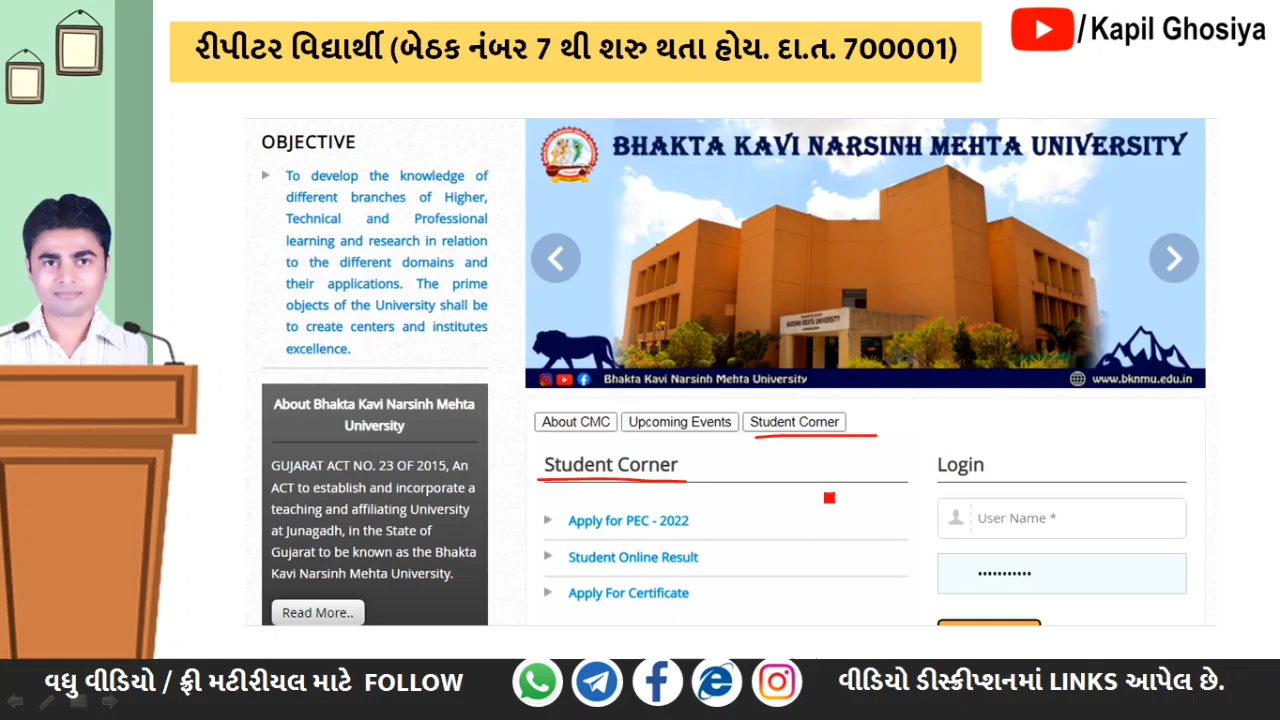 રીપીટર વિદ્યાર્થી (બેઠક નંબર 7 થી શરુ થતા હોય. દા.ત. 700001)
/Kapil Ghosiya
OBJECTIVE
To develop the knowledge of
different branches of Higher,
Technical and Professional
learning and research in relation
to the different domains and
their applications. The prime
objects of the University shall be
to create centers and institutes
excellence.
About Bhakta Kavi Narsinh Mehta
University
GUJARAT ACT NO. 23 OF 2015, An
ACT to establish and incorporate a
teaching and affiliating University
at Junagadh, in the State of
Gujarat to be known as the Bhakta
Kavi Narsinh Mehta University.
Read More..
BHAKTA KAVI NARSINH MEHTA UNIVERSITY
NARSINH MEHTA UNIVERSITY
Bhakta Kavi Narsinh Mehta University
www.bknmu.edu.in
About CMC Upcoming Events Student Corner
Student Corner
Apply for PEC - 2022
Student Online Result
Apply For Certificate
Login
User Name *
•••••••••••
વધુ વીડિયો / ફ્રી મટીરીયલ માટે FOLLOW
વીડિયો ડીસ્ક્રીપ્શનમાં LINKS આપેલ છે.